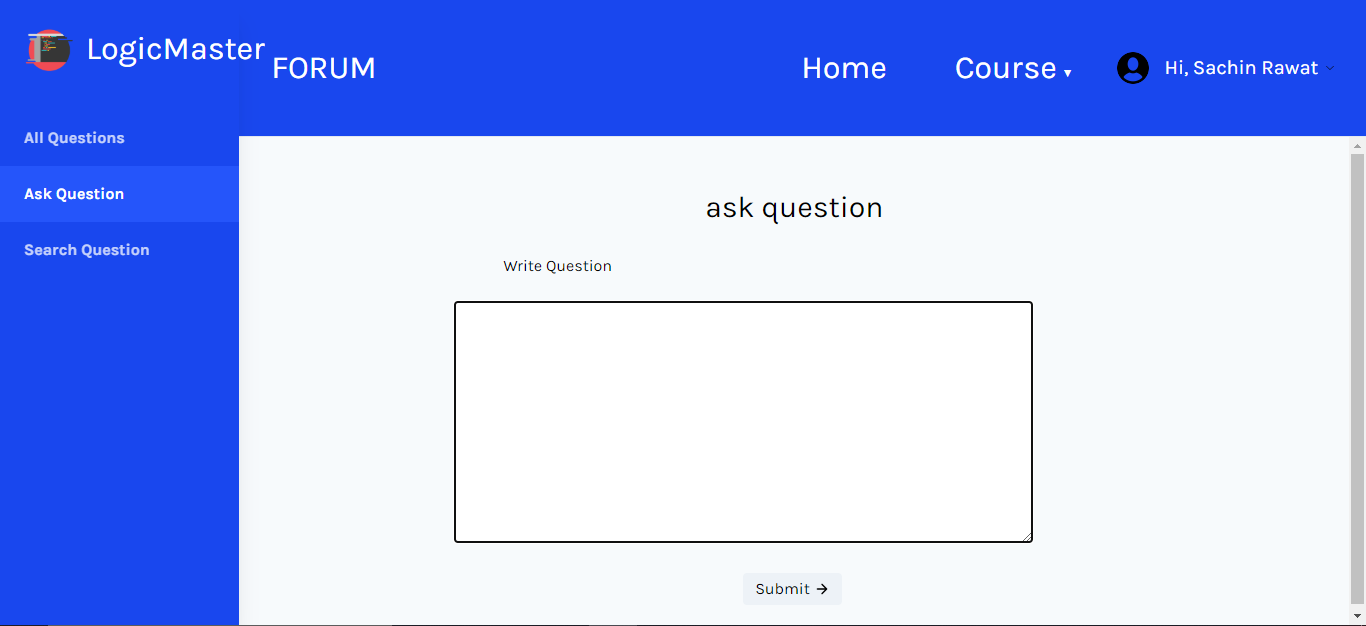 LogicMaster
FORUM
Home
Course ▾
Hi, Sachin Rawat
All Questions
Ask Question
Search Question
ask question
Write Question
Submit →